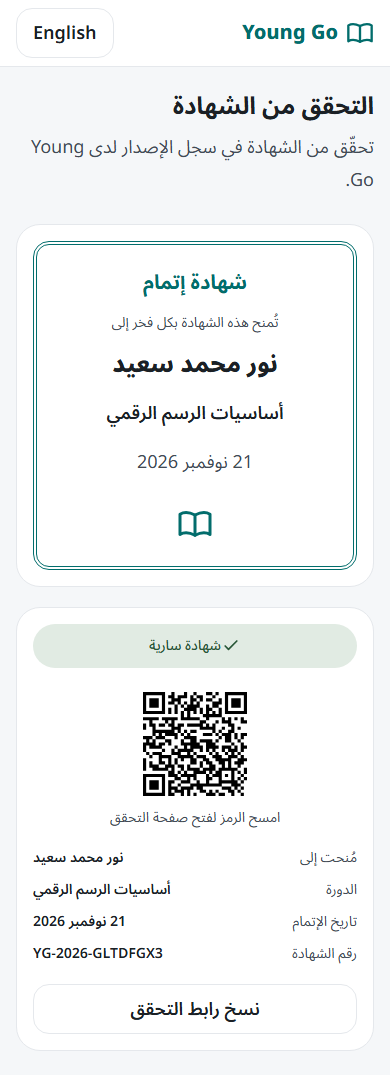 Young Go
English
التحقق من الشهادة
تحقّق من الشهادة في سجل الإصدار لدى Young
Go.
شهادة إتمام
تُمنح هذه الشهادة بكل فخر إلى
نور محمد سعيد
أساسيات الرسم الرقمي
21 نوفمبر 2026
شهادة سارية
امسح الرمز لفتح صفحة التحقق
مُنحت إلى نور محمد سعيد
الدورة أساسيات الرسم الرقمي
تاريخ الإتمام 21 نوفمبر 2026
رقم الشهادة YG-2026-GLTDFGX3
نسخ رابط التحقق